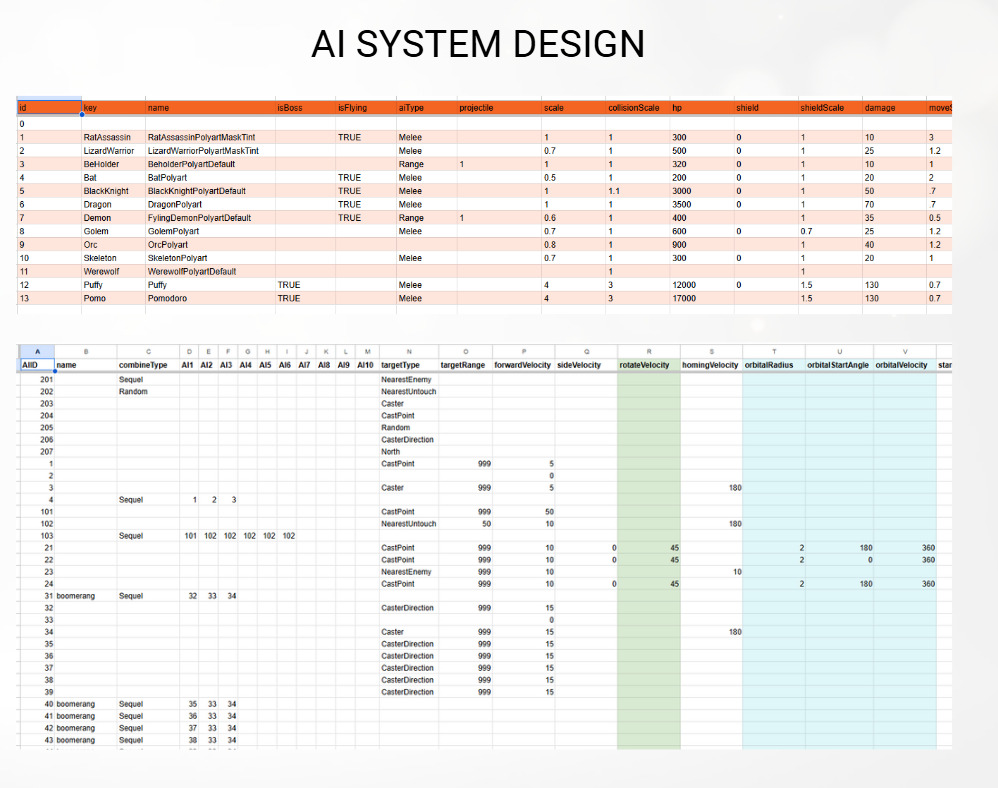 AI SYSTEM DESIGN
id key name isBoss isFlying aiType projectile scale collisionScale hp shield shieldScale damage moveS
0
1 RatAssassin RatAssassinPolyartMaskTint TRUE Melee 1 1 300 0 1 10 3
2 LizardWarrior LizardWarriorPolyartMaskTint Melee 0.7 1 500 0 1 25 1.2
3 BeHolder BeholderPolyartDefault Range 1 1 1 320 0 1 10 1
4 Bat BatPolyart TRUE Melee 0.5 1 200 0 1 20 2
5 BlackKnight BlackKnightPolyartDefault TRUE Melee 1 1.1 3000 0 1 50 .7
6 Dragon DragonPolyart TRUE Melee 1 1 3500 0 1 70 .7
7 Demon FylingDemonPolyartDefault TRUE Range 1 0.6 1 400 1 35 0.5
8 Golem GolemPolyart Melee 0.7 1 600 0 0.7 25 1.2
9 Orc OrcPolyart 0.8 1 900 1 40 1.2
10 Skeleton SkeletonPolyart Melee 0.7 1 300 0 1 20 1
11 Werewolf WerewolfPolyartDefault 1 1
12 Puffy Puffy TRUE Melee 4 3 12000 0 1.5 130 0.7
13 Pomo Pomodoro TRUE Melee 4 3 17000 1.5 130 0.7
A B C D E F G H I J K L M N O P Q R S T U V
AIID name combineType AI1 AI2 AI3 AI4 AI5 AI6 AI7 AI8 AI9 AI10 targetType targetRange forwardVelocity sideVelocity rotateVelocity homingVelocity orbitalRadius orbitalStartAngle orbitalVelocity star
201 Sequel NearestEnemy
202 Random NearestUntouch
203 Caster
204 CastPoint
205 Random
206 CasterDirection
207 North
1 CastPoint 999 5
2 0
3 Caster 999 5 180
4 Sequel 1 2 3
101 CastPoint 999 50
102 NearestUntouch 50 10 180
103 Sequel 101 102 102 102 102 102
21 CastPoint 999 10 0 45 2 180 360
22 CastPoint 999 10 0 45 2 0 360
23 NearestEnemy 999 10 10
24 CastPoint 999 10 0 45 2 180 360
31 boomerang Sequel 32 33 34
32 CasterDirection 999 15
33 0
34 Caster 999 15 180
35 CasterDirection 999 15
36 CasterDirection 999 15
37 CasterDirection 999 15
38 CasterDirection 999 15
39 CasterDirection 999 15
40 boomerang Sequel 35 33 34
41 boomerang Sequel 36 33 34
42 boomerang Sequel 37 33 34
43 boomerang Sequel 38 33 34